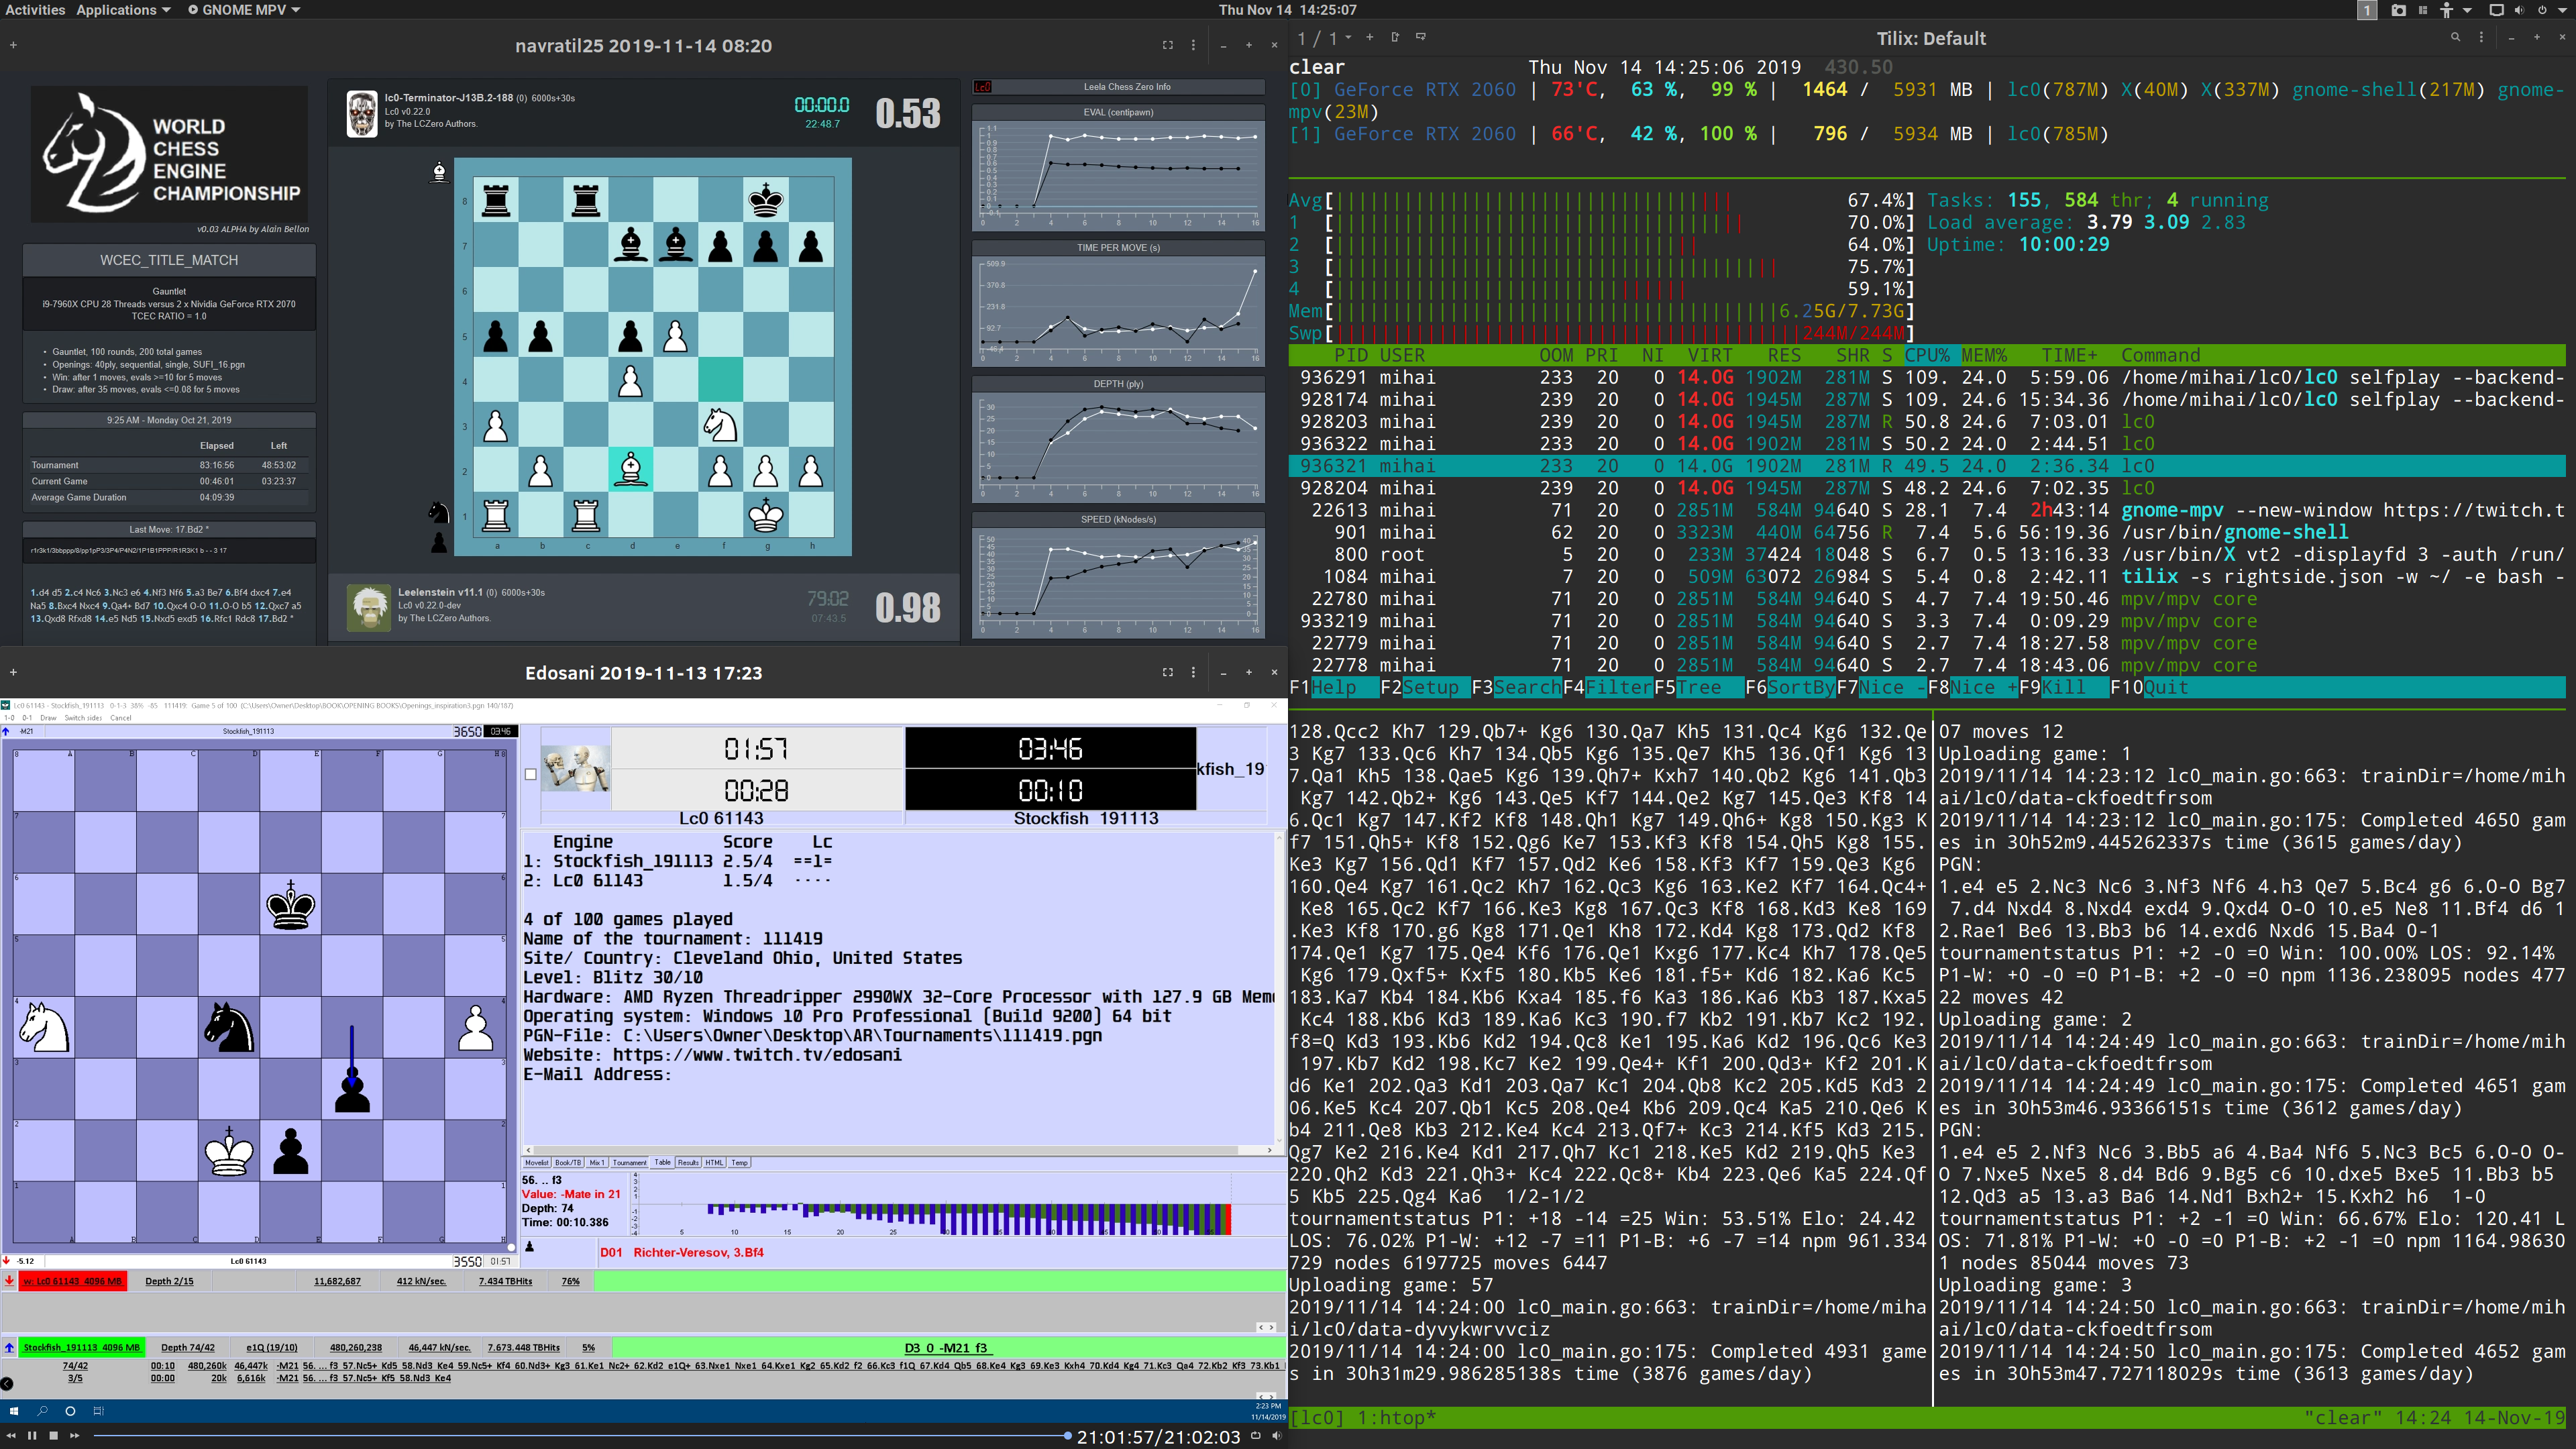 Activities Applications GNOME MPV
Thu Nov 14 14:25:07
1
navratil25 2019-11-14 08:20
WORLD
CHESS
ENGINE
CHAMPIONSHIP
v0.03 ALPHA by Alain Bellon
WCEC_TITLE_MATCH
Gauntlet
i9-7960X CPU 28 Threads versus 2 x Nividia GeForce RTX 2070
TCEC RATIO = 1.0
• Gauntlet, 100 rounds, 200 total games
• Openings: 40ply, sequential, single, SUFI_16.pgn
• Win: after 1 moves, evals >=10 for 5 moves
• Draw: after 35 moves, evals <=0.08 for 5 moves
9:25 AM - Monday Oct 21, 2019
Elapsed Left
Tournament 83:16:56 48:53:02
Current Game 00:46:01 03:23:37
Average Game Duration 04:09:39
Last Move: 17.Bd2 *
r1r3k1/3bbppp/8/pp1pP3/3P4/P4N2/1P1B1PPP/R1R3K1 b - - 3 17
1.d4 d5 2.c4 Nc6 3.Nc3 e6 4.Nf3 Nf6 5.a3 Be7 6.Bf4 dxc4 7.e4
Na5 8.Bxc4 Nxc4 9.Qa4+ Bd7 10.Qxc4 O-O 11.O-O b5 12.Qxc7 a5
13.Qxd8 Rfxd8 14.e5 Nd5 15.Nxd5 exd5 16.Rfc1 Rdc8 17.Bd2 *
lc0-Terminator-J13B.2-188 (0) 6000s+30s
Lc0 v0.22.0
by The LCZero Authors.
00:00.0
22:48.7
0.53
8
7
6
5
4
3
2
1
a b c d e f g h
Leelenstein v11.1 (0) 6000s+30s
Lc0 v0.22.0-dev
by The LCZero Authors.
79:02
07:43.5
0.98
Lc0 Leela Chess Zero Info
EVAL (centipawn)
TIME PER MOVE (s)
DEPTH (ply)
SPEED (kNodes/s)
Edosani 2019-11-13 17:23
Lc0 61143 - Stockfish_191113 0-1-3 38% -85 111419: Game 5 of 100 (C:\Users\Owner\Desktop\BOOK\OPENING BOOKS\Openings_inspiration3.pgn 140/187)
1-0 0-1 Draw Switch sides Cancel
-M21 Stockfish_191113 3650 03:46
01:57 03:46
00:28 00:10
kfish_19
Lc0 61143 Stockfish 191113
Engine Score Lc
1: Stockfish_191113 2.5/4 ==1=
2: Lc0 61143 1.5/4 ····
4 of 100 games played
Name of the tournament: 111419
Site/ Country: Cleveland Ohio, United States
Level: Blitz 30/10
Hardware: AMD Ryzen Threadripper 2990WX 32-Core Processor with 127.9 GB Mem
Operating system: Windows 10 Pro Professional (Build 9200) 64 bit
PGN-File: C:\Users\Owner\Desktop\AR\Tournaments\111419.pgn
Website: https://www.twitch.tv/edosani
E-Mail Address:
Movelist Book/TB Mix 1 Tournament Table Results HTML Temp
56. .. f3
Value: -Mate in 21
Depth: 74
Time: 00:10.386
D01 Richter-Veresov, 3.Bf4
-5.12 Lc0 61143 3550 01:57
w: Lc0 61143 4096 MB Depth 2/15 11,682,687 412 kN/sec. 7.434 TBHits 76%
Stockfish_191113 4096 MB Depth 74/42 e1Q (19/10) 480,260,238 46,447 kN/sec. 7.673.448 TBHits 5% D3 0 -M21 f3
74/42 00:10 480,260k 46,447k -M21 56. ... f3 57.Nc5+ Kd5 58.Nd3 Ke4 59.Nc5+ Kf4 60.Nd3+ Kg3 61.Ke1 Nc2+ 62.Kd2 e1Q+ 63.Nxe1 Nxe1 64.Kxe1 Kg2 65.Kd2 f2 66.Kc3 f1Q 67.Kd4 Qb5 68.Ke4 Kg3 69.Ke3 Kxh4 70.Kd4 Kg4 71.Kc3 Qa4 72.Kb2 Kf3 73.Kb1
3/5 00:00 20k 6,616k -M21 56. ... f3 57.Nc5+ Kf5 58.Nd3 Ke4
2:23 PM
11/14/2019
21:01:57/21:02:03
1 / 1
Tilix: Default
clear Thu Nov 14 14:25:06 2019 430.50
[0] GeForce RTX 2060 | 73'C, 63 %, 99 % | 1464 / 5931 MB | lc0(787M) X(40M) X(337M) gnome-shell(217M) gnome-
mpv(23M)
[1] GeForce RTX 2060 | 66'C, 42 %, 100 % | 796 / 5934 MB | lc0(785M)
Avg[ 67.4%] Tasks: 155, 584 thr; 4 running
1 [ 70.0%] Load average: 3.79 3.09 2.83
2 [ 64.0%] Uptime: 10:00:29
3 [ 75.7%]
4 [ 59.1%]
Mem[ 6.25G/7.73G]
Swp[ 244M/244M]
PID USER OOM PRI NI VIRT RES SHR S CPU% MEM% TIME+ Command
936291 mihai 233 20 0 14.0G 1902M 281M S 109. 24.0 5:59.06 /home/mihai/lc0/lc0 selfplay --backend-
928174 mihai 239 20 0 14.0G 1945M 287M S 109. 24.6 15:34.36 /home/mihai/lc0/lc0 selfplay --backend-
928203 mihai 239 20 0 14.0G 1945M 287M R 50.8 24.6 7:03.01 lc0
936322 mihai 233 20 0 14.0G 1902M 281M S 50.2 24.0 2:44.51 lc0
936321 mihai 233 20 0 14.0G 1902M 281M R 49.5 24.0 2:36.34 lc0
928204 mihai 239 20 0 14.0G 1945M 287M S 48.2 24.6 7:02.35 lc0
22613 mihai 71 20 0 2851M 584M 94640 S 28.1 7.4 2h43:14 gnome-mpv --new-window https://twitch.t
901 mihai 62 20 0 3323M 440M 64756 R 7.4 5.6 56:19.36 /usr/bin/gnome-shell
800 root 5 20 0 233M 37424 18048 S 6.7 0.5 13:16.33 /usr/bin/X vt2 -displayfd 3 -auth /run/
1084 mihai 7 20 0 509M 63072 26984 S 5.4 0.8 2:42.11 tilix -s rightside.json -w ~/ -e bash -
22780 mihai 71 20 0 2851M 584M 94640 S 4.7 7.4 19:50.46 mpv/mpv core
933219 mihai 71 20 0 2851M 584M 94640 S 3.3 7.4 0:09.29 mpv/mpv core
22779 mihai 71 20 0 2851M 584M 94640 S 2.7 7.4 18:27.58 mpv/mpv core
22778 mihai 71 20 0 2851M 584M 94640 S 2.7 7.4 18:43.06 mpv/mpv core
F1Help F2Setup F3SearchF4FilterF5Tree F6SortByF7Nice -F8Nice +F9Kill F10Quit
128.Qcc2 Kh7 129.Qb7+ Kg6 130.Qa7 Kh5 131.Qc4 Kg6 132.Qe
3 Kg7 133.Qc6 Kh7 134.Qb5 Kg6 135.Qe7 Kh5 136.Qf1 Kg6 13
7.Qa1 Kh5 138.Qae5 Kg6 139.Qh7+ Kxh7 140.Qb2 Kg6 141.Qb3
Kg7 142.Qb2+ Kg6 143.Qe5 Kf7 144.Qe2 Kg7 145.Qe3 Kf8 14
6.Qc1 Kg7 147.Kf2 Kf8 148.Qh1 Kg7 149.Qh6+ Kg8 150.Kg3 K
f7 151.Qh5+ Kf8 152.Qg6 Ke7 153.Kf3 Kf8 154.Qh5 Kg8 155.
Ke3 Kg7 156.Qd1 Kf7 157.Qd2 Ke6 158.Kf3 Kf7 159.Qe3 Kg6
160.Qe4 Kg7 161.Qc2 Kh7 162.Qc3 Kg6 163.Ke2 Kf7 164.Qc4+
Ke8 165.Qc2 Kf7 166.Ke3 Kg8 167.Qc3 Kf8 168.Kd3 Ke8 169
.Ke3 Kf8 170.g6 Kg8 171.Qe1 Kh8 172.Kd4 Kg8 173.Qd2 Kf8
174.Qe1 Kg7 175.Qe4 Kf6 176.Qe1 Kxg6 177.Kc4 Kh7 178.Qe5
Kg6 179.Qxf5+ Kxf5 180.Kb5 Ke6 181.f5+ Kd6 182.Ka6 Kc5
183.Ka7 Kb4 184.Kb6 Kxa4 185.f6 Ka3 186.Ka6 Kb3 187.Kxa5
Kc4 188.Kb6 Kd3 189.Ka6 Kc3 190.f7 Kb2 191.Kb7 Kc2 192.
f8=Q Kd3 193.Kb6 Kd2 194.Qc8 Ke1 195.Ka6 Kd2 196.Qc6 Ke3
197.Kb7 Kd2 198.Kc7 Ke2 199.Qe4+ Kf1 200.Qd3+ Kf2 201.K
d6 Ke1 202.Qa3 Kd1 203.Qa7 Kc1 204.Qb8 Kc2 205.Kd5 Kd3 2
06.Ke5 Kc4 207.Qb1 Kc5 208.Qe4 Kb6 209.Qc4 Ka5 210.Qe6 K
b4 211.Qe8 Kb3 212.Ke4 Kc4 213.Qf7+ Kc3 214.Kf5 Kd3 215.
Qg7 Ke2 216.Ke4 Kd1 217.Qh7 Kc1 218.Ke5 Kd2 219.Qh5 Ke3
220.Qh2 Kd3 221.Qh3+ Kc4 222.Qc8+ Kb4 223.Qe6 Ka5 224.Qf
5 Kb5 225.Qg4 Ka6 1/2-1/2
tournamentstatus P1: +18 -14 =25 Win: 53.51% Elo: 24.42
LOS: 76.02% P1-W: +12 -7 =11 P1-B: +6 -7 =14 npm 961.334
729 nodes 6197725 moves 6447
Uploading game: 57
2019/11/14 14:24:00 lc0_main.go:663: trainDir=/home/miha
i/lc0/data-dyvykwrvvciz
2019/11/14 14:24:00 lc0_main.go:175: Completed 4931 game
s in 30h31m29.986285138s time (3876 games/day)
07 moves 12
Uploading game: 1
2019/11/14 14:23:12 lc0_main.go:663: trainDir=/home/mih
ai/lc0/data-ckfoedtfrsom
2019/11/14 14:23:12 lc0_main.go:175: Completed 4650 gam
es in 30h52m9.445262337s time (3615 games/day)
PGN:
1.e4 e5 2.Nc3 Nc6 3.Nf3 Nf6 4.h3 Qe7 5.Bc4 g6 6.O-O Bg7
7.d4 Nxd4 8.Nxd4 exd4 9.Qxd4 O-O 10.e5 Ne8 11.Bf4 d6 1
2.Rae1 Be6 13.Bb3 b6 14.exd6 Nxd6 15.Ba4 0-1
tournamentstatus P1: +2 -0 =0 Win: 100.00% LOS: 92.14%
P1-W: +0 -0 =0 P1-B: +2 -0 =0 npm 1136.238095 nodes 477
22 moves 42
Uploading game: 2
2019/11/14 14:24:49 lc0_main.go:663: trainDir=/home/mih
ai/lc0/data-ckfoedtfrsom
2019/11/14 14:24:49 lc0_main.go:175: Completed 4651 gam
es in 30h53m46.93366151s time (3612 games/day)
PGN:
1.e4 e5 2.Nf3 Nc6 3.Bb5 a6 4.Ba4 Nf6 5.Nc3 Bc5 6.O-O O-
O 7.Nxe5 Nxe5 8.d4 Bd6 9.Bg5 c6 10.dxe5 Bxe5 11.Bb3 b5
12.Qd3 a5 13.a3 Ba6 14.Nd1 Bxh2+ 15.Kxh2 h6 1-0
tournamentstatus P1: +2 -1 =0 Win: 66.67% Elo: 120.41 L
OS: 71.81% P1-W: +0 -0 =0 P1-B: +2 -1 =0 npm 1164.98630
1 nodes 85044 moves 73
Uploading game: 3
2019/11/14 14:24:50 lc0_main.go:663: trainDir=/home/mih
ai/lc0/data-ckfoedtfrsom
2019/11/14 14:24:50 lc0_main.go:175: Completed 4652 gam
es in 30h53m47.727118029s time (3613 games/day)
[lc0] 1:htop* "clear" 14:24 14-Nov-19